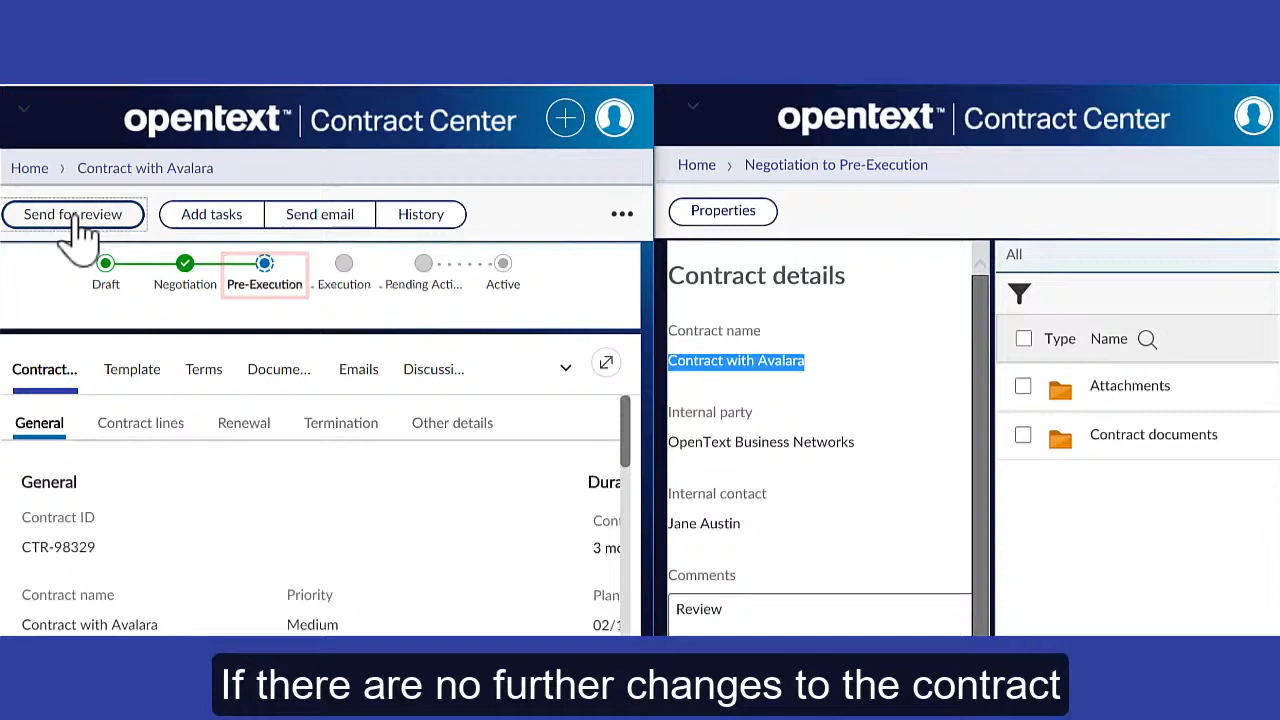 opentext™ | Contract Center
Home › Contract with Avalara
Send for review
Add tasks
Send email
History
Draft
Negotiation
Pre-Execution
Execution
Pending Acti...
Active
Contract...
Template
Terms
Docume...
Emails
Discussi...
General
Contract lines
Renewal
Termination
Other details
General
Dura
Contract ID
Cont
CTR-98329
3 mo
Contract name
Priority
Plan
Contract with Avalara
Medium
02/1
opentext™ | Contract Center
Home › Negotiation to Pre-Execution
Properties
Contract details
Contract name
Contract with Avalara
Internal party
OpenText Business Networks
Internal contact
Jane Austin
Comments
Review
All
Type Name
Attachments
Contract documents
If there are no further changes to the contract